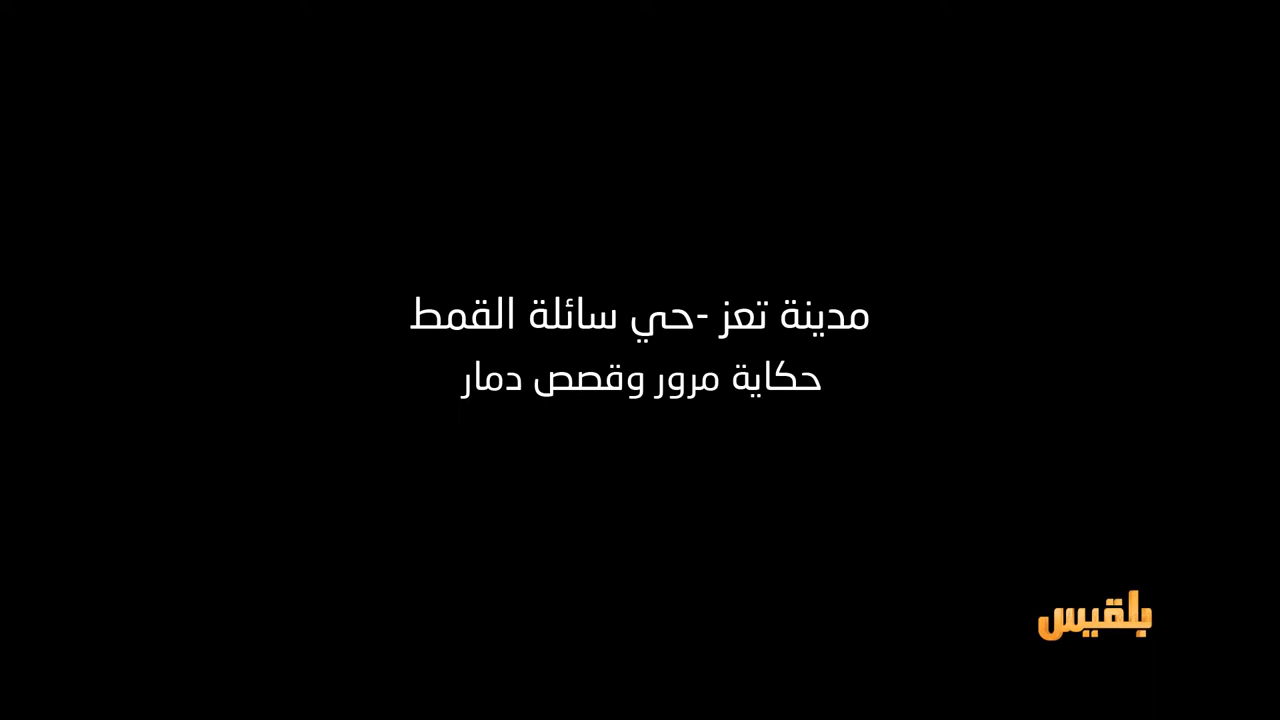 مدينة تعز -حي سائلة القمط
حكاية مرور وقصص دمار
بلقيس